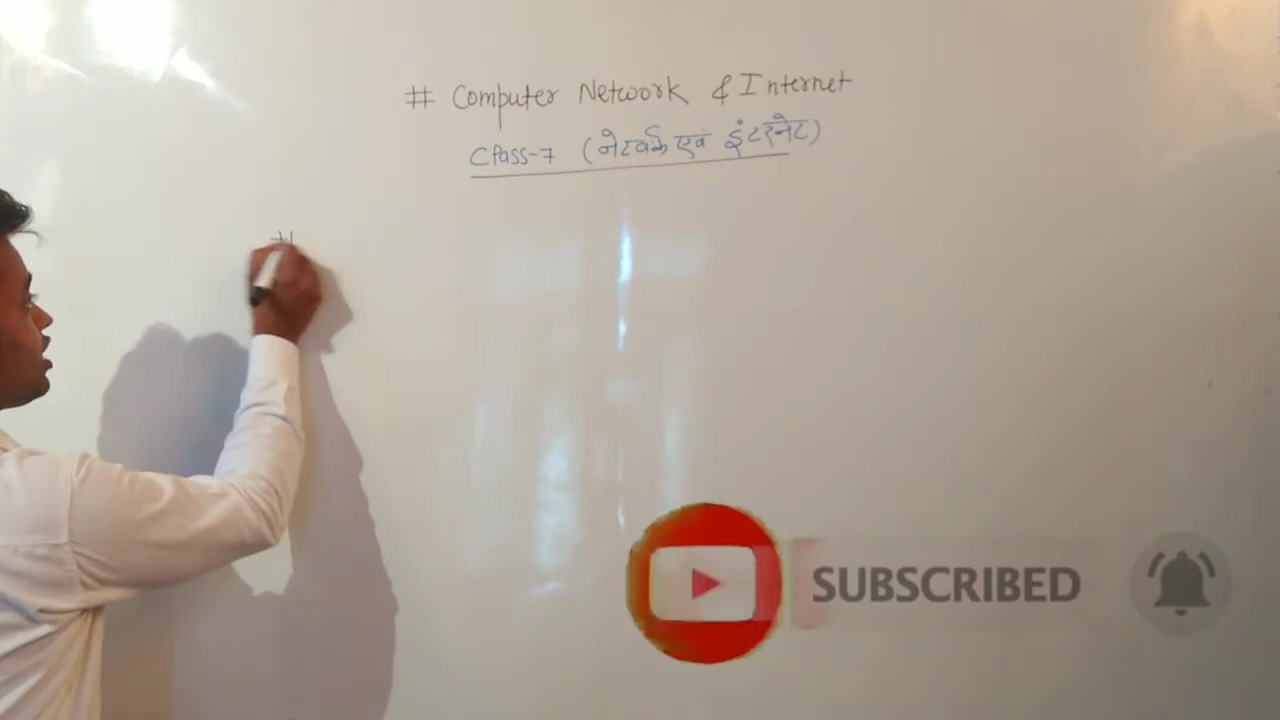 # Computer Network & Internet
Class-7 (नेटवर्क एवं इंटरनेट)
#
SUBSCRIBED